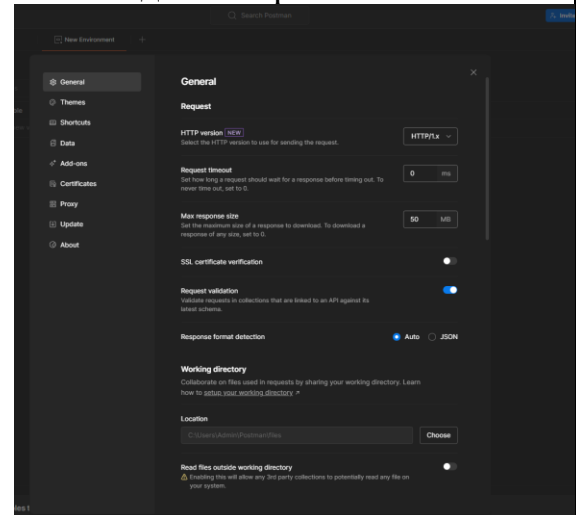 Search Postman
Invite
New Environment
General
Themes
Shortcuts
Data
Add-ons
Certificates
Proxy
Update
About
General
Request
HTTP version NEW
Select the HTTP version to use for sending the request.
HTTP/1.x
Request timeout
Set how long a request should wait for a response before timing out. To
never time out, set to 0.
0 ms
Max response size
Set the maximum size of a response to download. To download a
response of any size, set to 0.
50 MB
SSL certificate verification
Request validation
Validate requests in collections that are linked to an API against its
latest schema.
Response format detection
Auto JSON
Working directory
Collaborate on files used in requests by sharing your working directory. Learn
how to setup your working directory ↗
Location
C:\Users\Admin\Postman\files
Choose
Read files outside working directory
Enabling this will allow any 3rd party collections to potentially read any file on
your system.